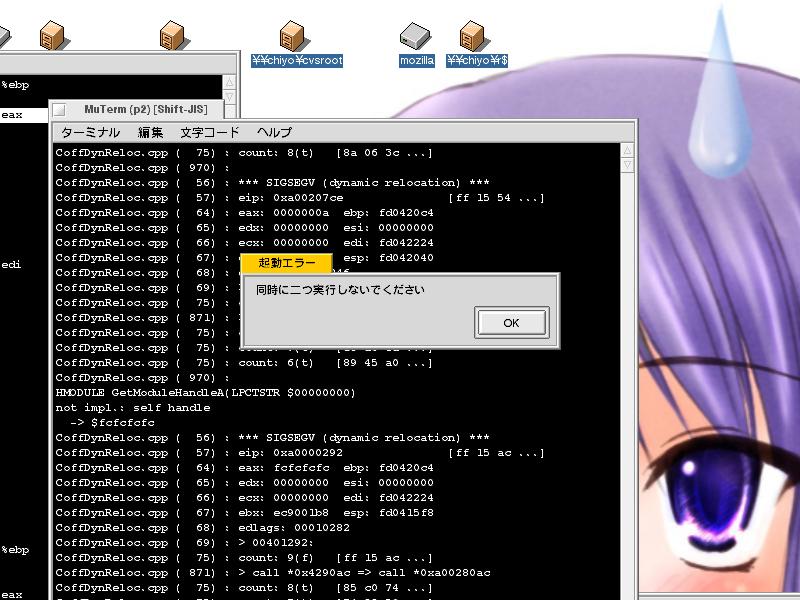 ¥¥chiyo¥cvsroot
mozilla
¥¥chiyo¥r$
%ebp
eax
edi
%ebp
eax
MuTerm (p2) [Shift-JIS]
ターミナル 編集 文字コード ヘルプ
CoffDynReloc.cpp ( 75) : count: 8(t) [8a 06 3c ...]
CoffDynReloc.cpp ( 970) :
CoffDynReloc.cpp ( 56) : *** SIGSEGV (dynamic relocation) ***
CoffDynReloc.cpp ( 57) : eip: 0xa00207ce [ff 15 54 ...]
CoffDynReloc.cpp ( 64) : eax: 0000000a ebp: fd0420c4
CoffDynReloc.cpp ( 65) : edx: 00000000 esi: 00000000
CoffDynReloc.cpp ( 66) : ecx: 00000000 edi: fd042224
CoffDynReloc.cpp ( 67) esp: fd042040
CoffDynReloc.cpp ( 68)
CoffDynReloc.cpp ( 69)
CoffDynReloc.cpp ( 75)
CoffDynReloc.cpp ( 871)
CoffDynReloc.cpp ( 75)
CoffDynReloc.cpp ( 75) :
CoffDynReloc.cpp ( 75) : count: 6(t) [89 45 a0 ...]
CoffDynReloc.cpp ( 970) :
HMODULE GetModuleHandleA(LPCTSTR $00000000)
not impl.: self handle
-> $fcfcfcfc
CoffDynReloc.cpp ( 56) : *** SIGSEGV (dynamic relocation) ***
CoffDynReloc.cpp ( 57) : eip: 0xa0000292 [ff 15 ac ...]
CoffDynReloc.cpp ( 64) : eax: fcfcfcfc ebp: fd0420c4
CoffDynReloc.cpp ( 65) : edx: 00000000 esi: 00000000
CoffDynReloc.cpp ( 66) : ecx: 00000000 edi: fd042224
CoffDynReloc.cpp ( 67) : ebx: ec9001b8 esp: fd0415f8
CoffDynReloc.cpp ( 68) : edlags: 00010282
CoffDynReloc.cpp ( 69) : > 00401292:
CoffDynReloc.cpp ( 75) : count: 9(f) [ff 15 ac ...]
CoffDynReloc.cpp ( 871) : > call *0x4290ac => call *0xa00280ac
CoffDynReloc.cpp ( 75) : count: 8(t) [85 c0 74 ...]
起動エラー
同時に二つ実行しないでください
OK